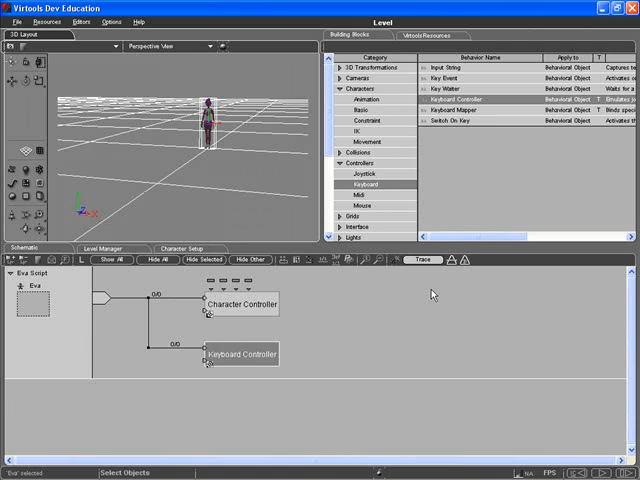 Virtools Dev Education
File Resources Editors Options Help Level
3D Layout Building Blocks Virtools Resources
Perspective View
Category Behavior Name Apply to T Description
3D Transformations Input String Behavioral Object Captures te
Cameras Key Event Behavioral Object Activates o
Characters Key Waiter Behavioral Object Waits for a
Animation Keyboard Controller Behavioral Object T Emulates jo
Basic Keyboard Mapper Behavioral Object T Binds spec
Constraint Switch On Key Behavioral Object Activates th
IK
Movement
Collisions
Controllers
Joystick
Keyboard
Midi
Mouse
Grids
Interface
Lights
Schematic Level Manager Character Setup
Show All Hide All Hide Selected Hide Other Trace
Eva Script
Eva
0/0
Character Controller
0/0
Keyboard Controller
'Eva' selected Select Objects NA FPS